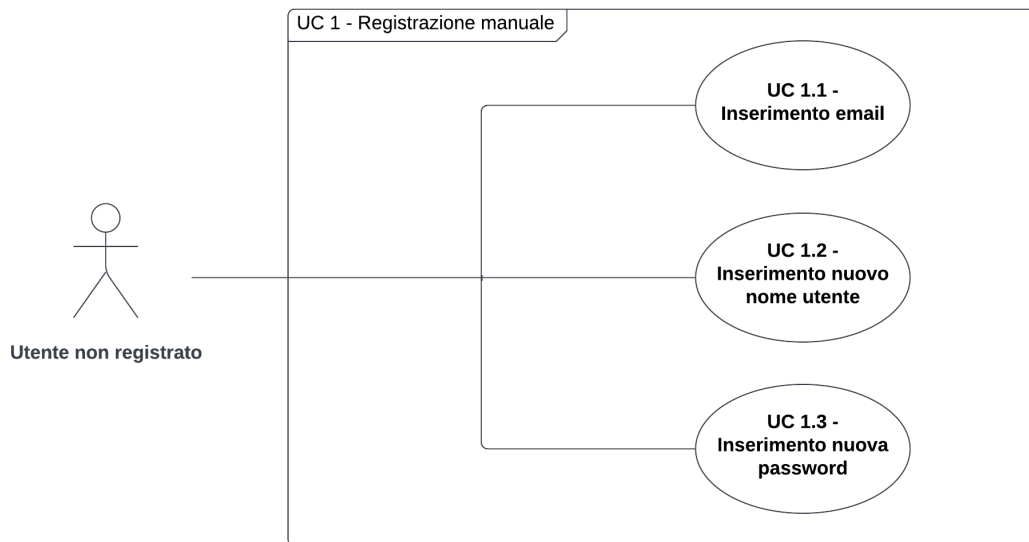 UC 1 - Registrazione manuale
UC 1.1 -
Inserimento email
UC 1.2 -
Inserimento nuovo
nome utente
Utente non registrato
UC 1.3 -
Inserimento nuova
password